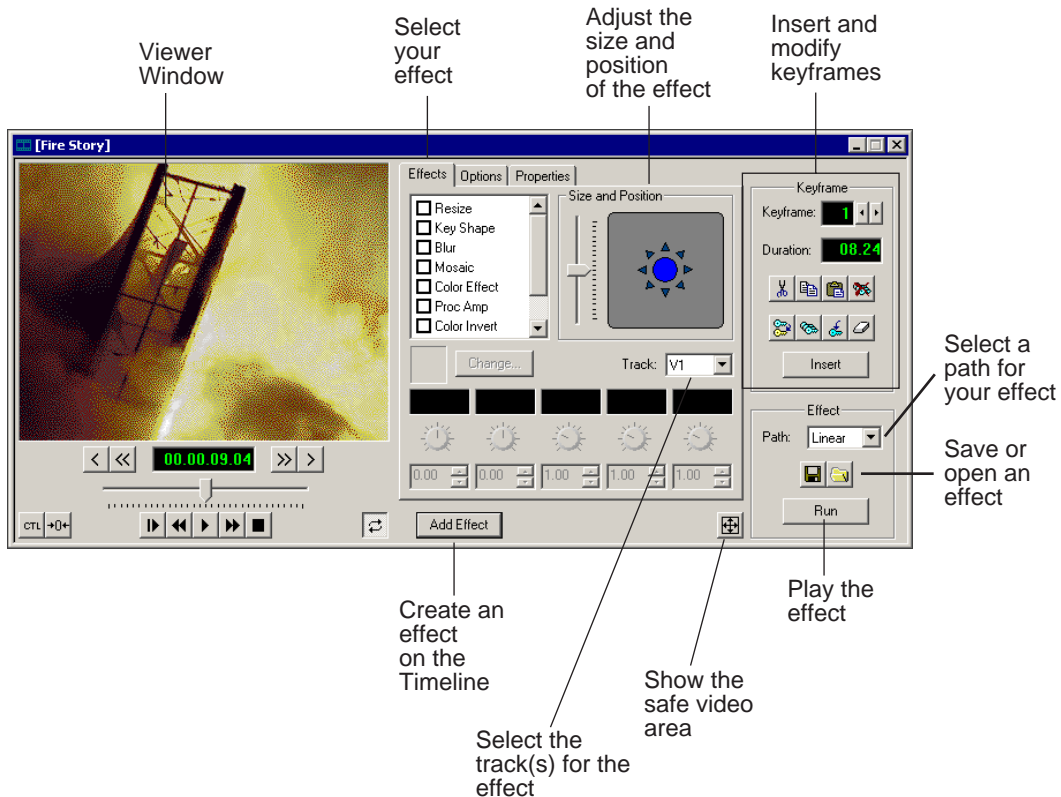 Viewer
Window
Select
your
effect
Adjust the
size and
position
of the effect
Insert and
modify
keyframes
[Fire Story]
Effects
Options
Properties
Resize
Key Shape
Blur
Mosaic
Color Effect
Proc Amp
Color Invert
Size and Position
Change...
Track: V1
0.00 0.00 1.00 1.00 1.00
Keyframe
Keyframe: 1
Duration: 08.24
Insert
Effect
Path: Linear
Run
< << 00.00.09.04 >> >
CTL →0←
Add Effect
Select a
path for
your effect
Save or
open an
effect
Play the
effect
Create an
effect
on the
Timeline
Show the
safe video
area
Select the
track(s) for the
effect